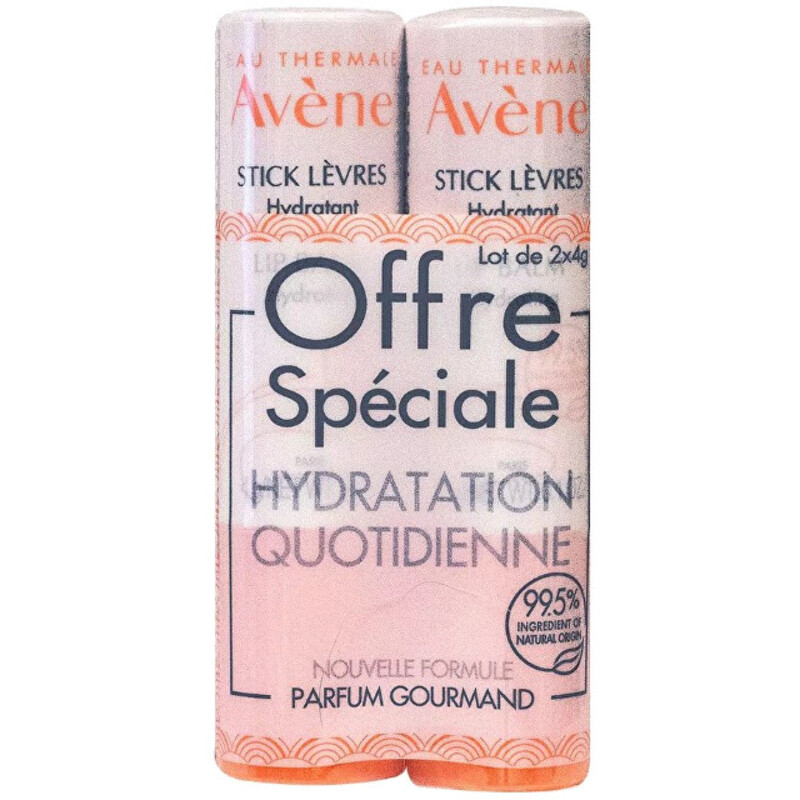 EAU THERMALE
Avène
STICK LÈVRES
Hydratant
EAU THERMALE
Avène
STICK LÈVRES
Hydratant
Lot de 2x4g
Offre
Spéciale
HYDRATATION
QUOTIDIENNE
99.5%
INGREDIENT OF
NATURAL ORIGIN
NOUVELLE FORMULE
PARFUM GOURMAND